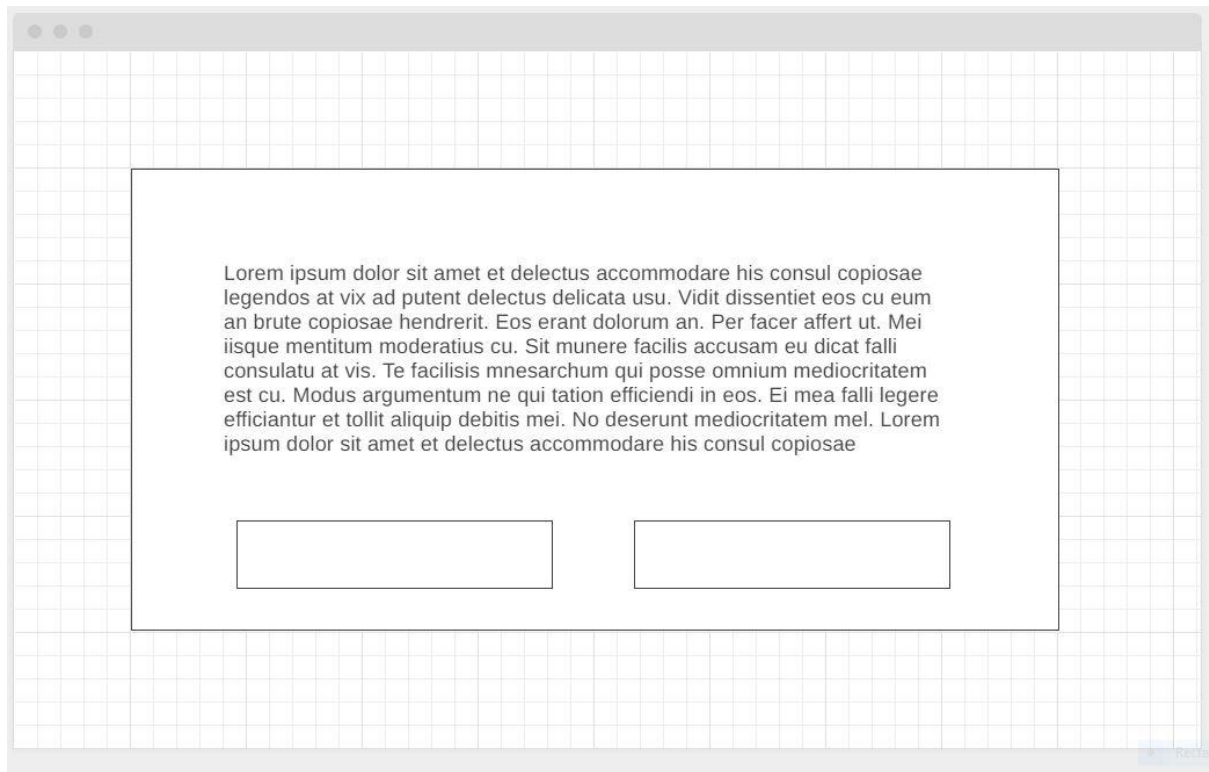 Lorem ipsum dolor sit amet et delectus accommodare his consul copiosae
legendos at vix ad putent delectus delicata usu. Vidit dissentiet eos cu eum
an brute copiosae hendrerit. Eos erant dolorum an. Per facer affert ut. Mei
iisque mentitum moderatius cu. Sit munere facilis accusam eu dicat falli
consulatu at vis. Te facilisis mnesarchum qui posse omnium mediocritatem
est cu. Modus argumentum ne qui tation efficiendi in eos. Ei mea falli legere
efficiantur et tollit aliquip debitis mei. No deserunt mediocritatem mel. Lorem
ipsum dolor sit amet et delectus accommodare his consul copiosae